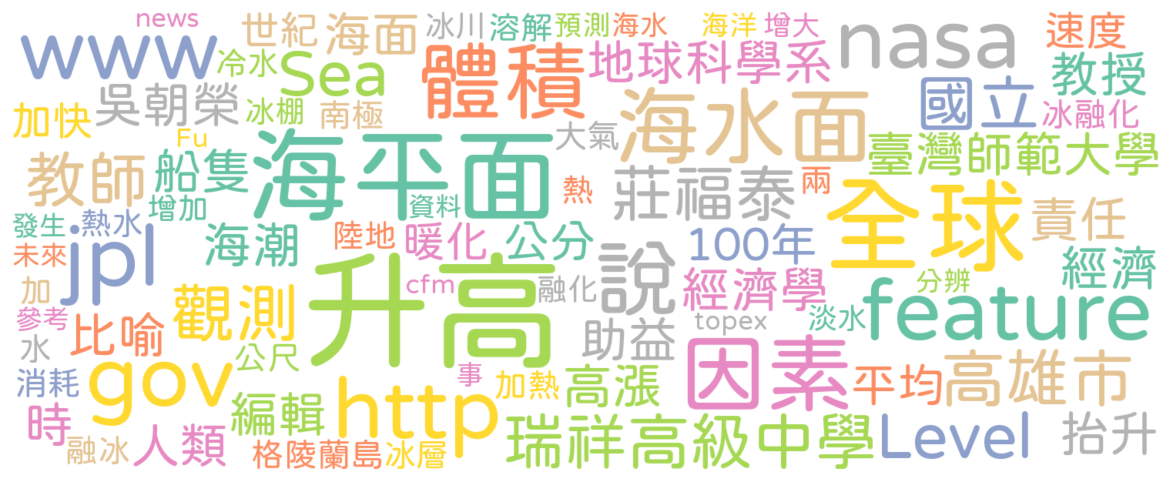 news
世紀 海面 冰川 溶解 預測 海水 海洋 增大 nasa 速度
www 冷水 Sea 體積 地球科學系 教授
吳朝榮 冰棚 南極 海水面 國立 冰融化
加快 Fu 大氣 臺灣師範大學
教師 船隻 海平面 熱 莊福泰 兩 全球
增加 資料 責任
發生 熱水 jpl 海潮 陸地 暖化 公分 說 100年 經濟
未來 加 cfm 融化 經濟學 分辨
參考 觀測 升高 topex 淡水 feature
水 比喻 公尺 助益 因素
消耗 gov 事 加熱 高漲 平均 高雄市
時 編輯 http
人類 瑞祥高級中學 Level 抬升
融冰 格陵蘭島 冰層